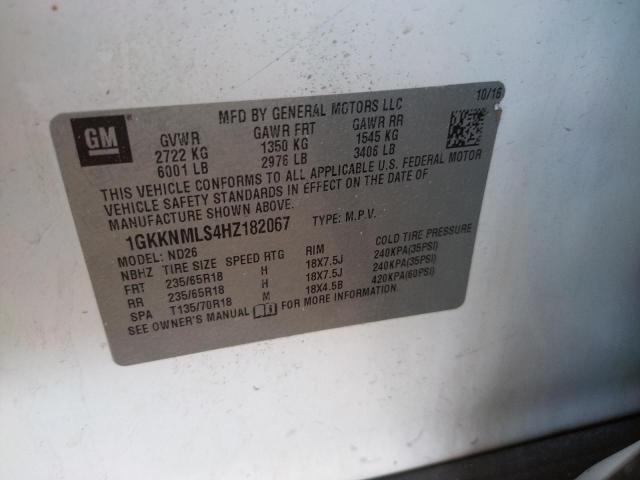 MFD BY GENERAL MOTORS LLC 10/16
GM
GVWR GAWR FRT GAWR RR
2722 KG 1350 KG 1545 KG
6001 LB 2976 LB 3406 LB
THIS VEHICLE CONFORMS TO ALL APPLICABLE U.S. FEDERAL MOTOR
VEHICLE SAFETY STANDARDS IN EFFECT ON THE DATE OF
MANUFACTURE SHOWN ABOVE.
1GKKNMLS4HZ182067 TYPE: M.P.V.
MODEL: ND26
NBHZ TIRE SIZE SPEED RTG RIM COLD TIRE PRESSURE
FRT 235/65R18 H 18X7.5J 240KPA(35PSI)
RR 235/65R18 H 18X7.5J 240KPA(35PSI)
SPA T135/70R18 M 18X4.5B 420KPA(60PSI)
SEE OWNER'S MANUAL FOR MORE INFORMATION.